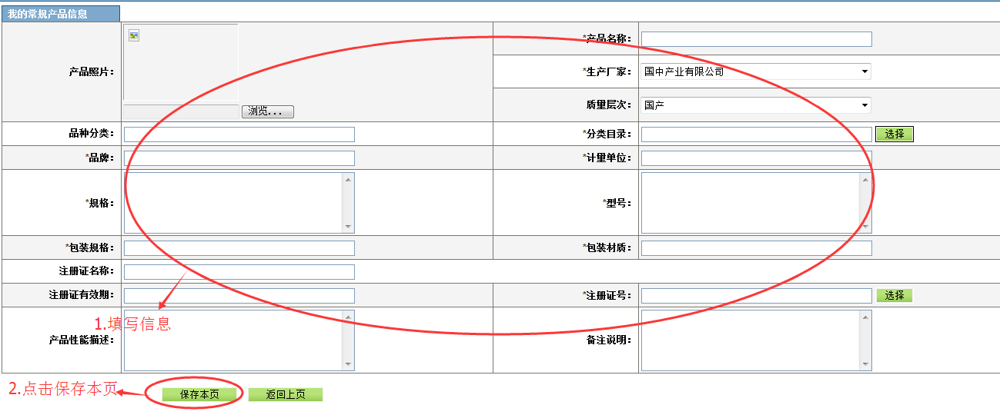 我的常规产品信息
产品照片:
浏览...
*产品名称:
*生产厂家: 国中产业有限公司
质量层次: 国产
品种分类:
*分类目录: 选择
*品牌:
*计量单位:
*规格:
*型号:
*包装规格:
*包装材质:
注册证名称:
注册证有效期:
*注册证号: 选择
1.填写信息
产品性能描述:
备注说明:
2.点击保存本页
保存本页 返回上页